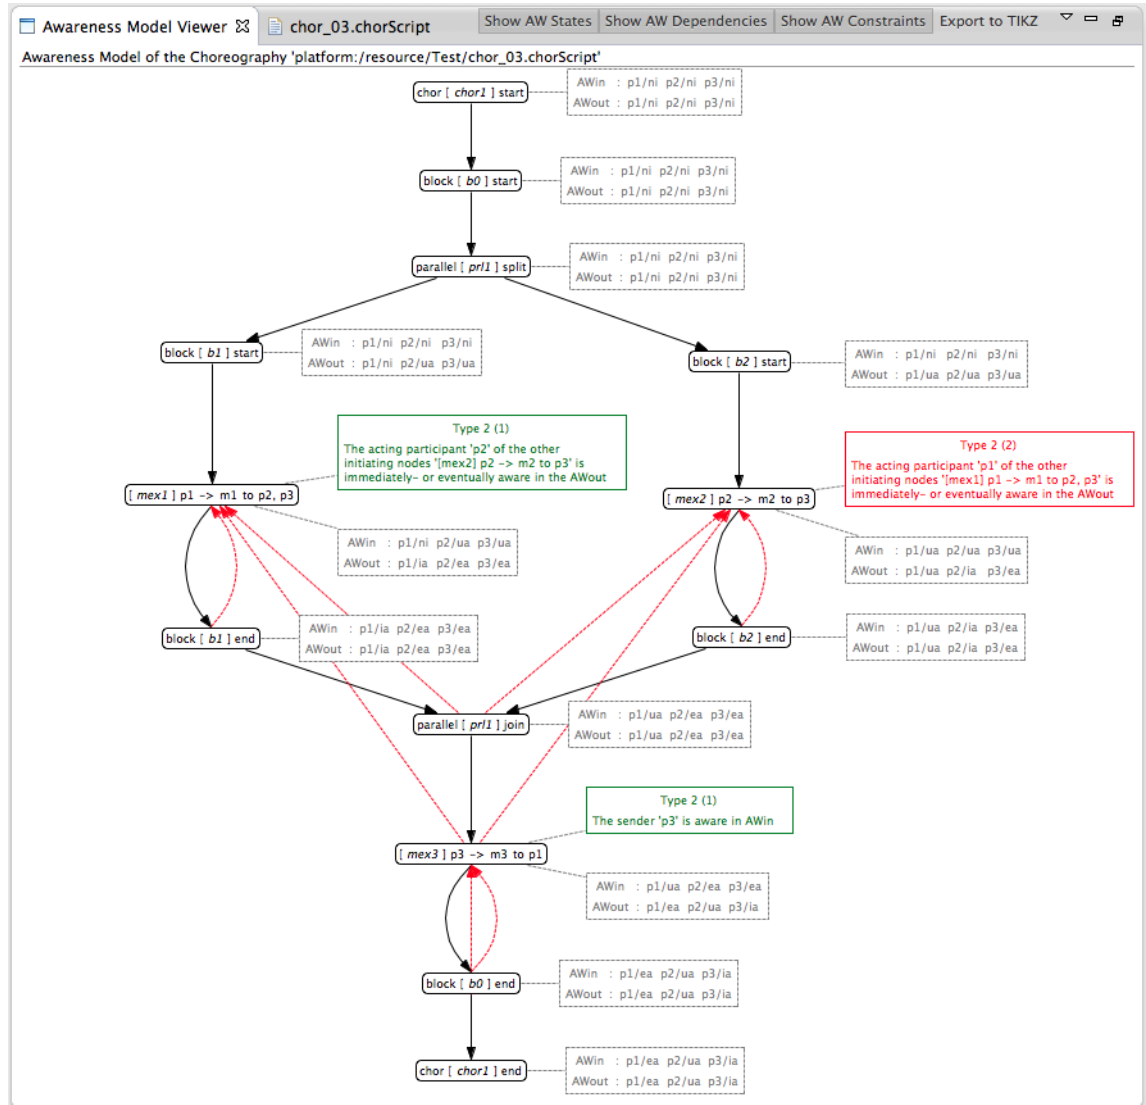 Awareness Model Viewer
chor_03.chorScript
Show AW States
Show AW Dependencies
Show AW Constraints
Export to TIKZ
Awareness Model of the Choreography 'platform:/resource/Test/chor_03.chorScript'
chor [ chor1 ] start
AWin : p1/ni p2/ni p3/ni
AWout : p1/ni p2/ni p3/ni
block [ b0 ] start
AWin : p1/ni p2/ni p3/ni
AWout : p1/ni p2/ni p3/ni
parallel [ prl1 ] split
AWin : p1/ni p2/ni p3/ni
AWout : p1/ni p2/ni p3/ni
block [ b1 ] start
AWin : p1/ni p2/ni p3/ni
AWout : p1/ni p2/ua p3/ua
block [ b2 ] start
AWin : p1/ni p2/ni p3/ni
AWout : p1/ua p2/ua p3/ua
Type 2 (1)
The acting participant 'p2' of the other
initiating nodes '[mex2] p2 -> m2 to p3' is
immediately- or eventually aware in the AWout
Type 2 (2)
The acting participant 'p1' of the other
initiating nodes '[mex1] p1 -> m1 to p2, p3' is
immediately- or eventually aware in the AWout
[ mex1 ] p1 -> m1 to p2, p3
[ mex2 ] p2 -> m2 to p3
AWin : p1/ni p2/ua p3/ua
AWout : p1/ia p2/ea p3/ea
AWin : p1/ua p2/ua p3/ua
AWout : p1/ua p2/ia p3/ea
block [ b1 ] end
AWin : p1/ia p2/ea p3/ea
AWout : p1/ia p2/ea p3/ea
block [ b2 ] end
AWin : p1/ua p2/ia p3/ea
AWout : p1/ua p2/ia p3/ea
parallel [ prl1 ] join
AWin : p1/ua p2/ea p3/ea
AWout : p1/ua p2/ea p3/ea
Type 2 (1)
The sender 'p3' is aware in AWin
[ mex3 ] p3 -> m3 to p1
AWin : p1/ua p2/ea p3/ea
AWout : p1/ea p2/ua p3/ia
block [ b0 ] end
AWin : p1/ea p2/ua p3/ia
AWout : p1/ea p2/ua p3/ia
chor [ chor1 ] end
AWin : p1/ea p2/ua p3/ia
AWout : p1/ea p2/ua p3/ia